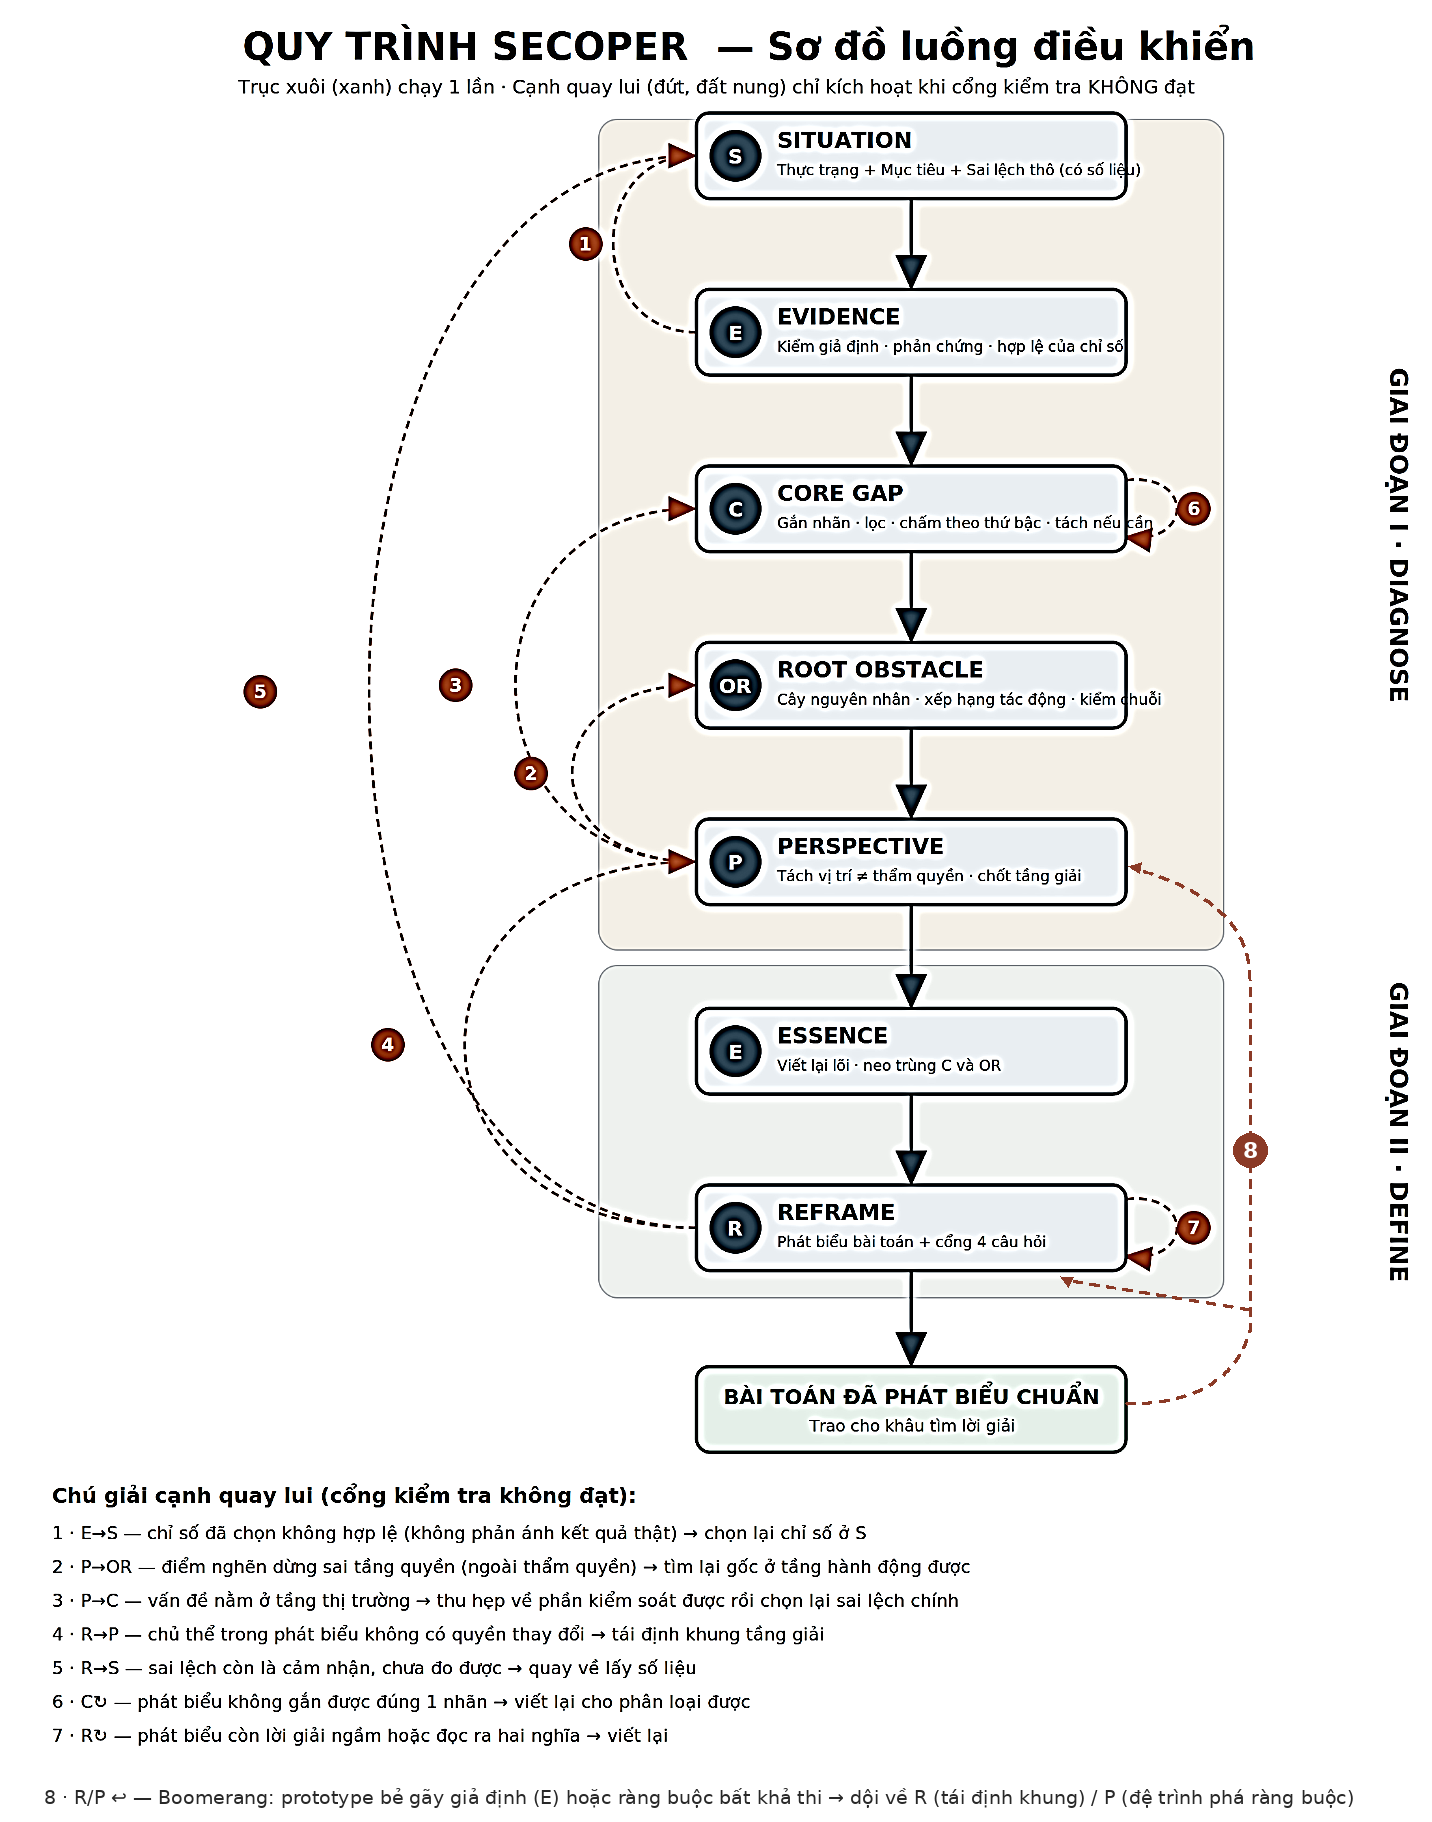 QUY TRÌNH SECOPER — Sơ đồ luồng điều khiển
Trục xuôi (xanh) chạy 1 lần · Cạnh quay lui (đứt, đất nung) chỉ kích hoạt khi cổng kiểm tra KHÔNG đạt
S
SITUATION
Thực trạng + Mục tiêu + Sai lệch thô (có số liệu)
1
E
EVIDENCE
Kiểm giả định · phản chứng · hợp lệ của chỉ số
C
CORE GAP
Gắn nhãn · lọc · chấm theo thứ bậc · tách nếu cần
6
GIAI ĐOẠN I · DIAGNOSE
OR
ROOT OBSTACLE
Cây nguyên nhân · xếp hạng tác động · kiểm chuỗi
5
3
2
P
PERSPECTIVE
Tách vị trí ≠ thẩm quyền · chốt tầng giải
E
ESSENCE
Viết lại lõi · neo trùng C và OR
4
GIAI ĐOẠN II · DEFINE
8
R
REFRAME
Phát biểu bài toán + cổng 4 câu hỏi
7
BÀI TOÁN ĐÃ PHÁT BIỂU CHUẨN
Trao cho khâu tìm lời giải
Chú giải cạnh quay lui (cổng kiểm tra không đạt):
1 · E→S — chỉ số đã chọn không hợp lệ (không phản ánh kết quả thật) → chọn lại chỉ số ở S
2 · P→OR — điểm nghẽn dừng sai tầng quyền (ngoài thẩm quyền) → tìm lại gốc ở tầng hành động được
3 · P→C — vấn đề nằm ở tầng thị trường → thu hẹp về phần kiểm soát được rồi chọn lại sai lệch chính
4 · R→P — chủ thể trong phát biểu không có quyền thay đổi → tái định khung tầng giải
5 · R→S — sai lệch còn là cảm nhận, chưa đo được → quay về lấy số liệu
6 · C↻ — phát biểu không gắn được đúng 1 nhãn → viết lại cho phân loại được
7 · R↻ — phát biểu còn lời giải ngầm hoặc đọc ra hai nghĩa → viết lại
8 · R/P ↩ — Boomerang: prototype bẻ gãy giả định (E) hoặc ràng buộc bất khả thi → dội về R (tái định khung) / P (đệ trình phá ràng buộc)